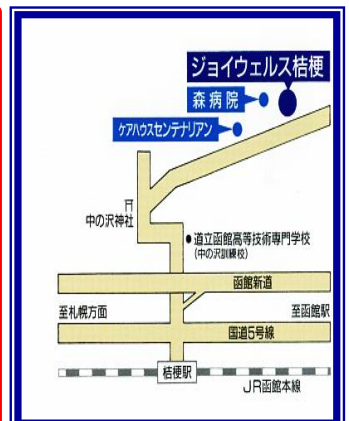 ジョイウェルス桔梗
森病院
ケアハウスセンテナリアン
中の沢神社
道立函館高等技術専門学校
(中の沢訓練校)
函館新道
至札幌方面
至函館駅
国道5号線
桔梗駅
JR函館本線